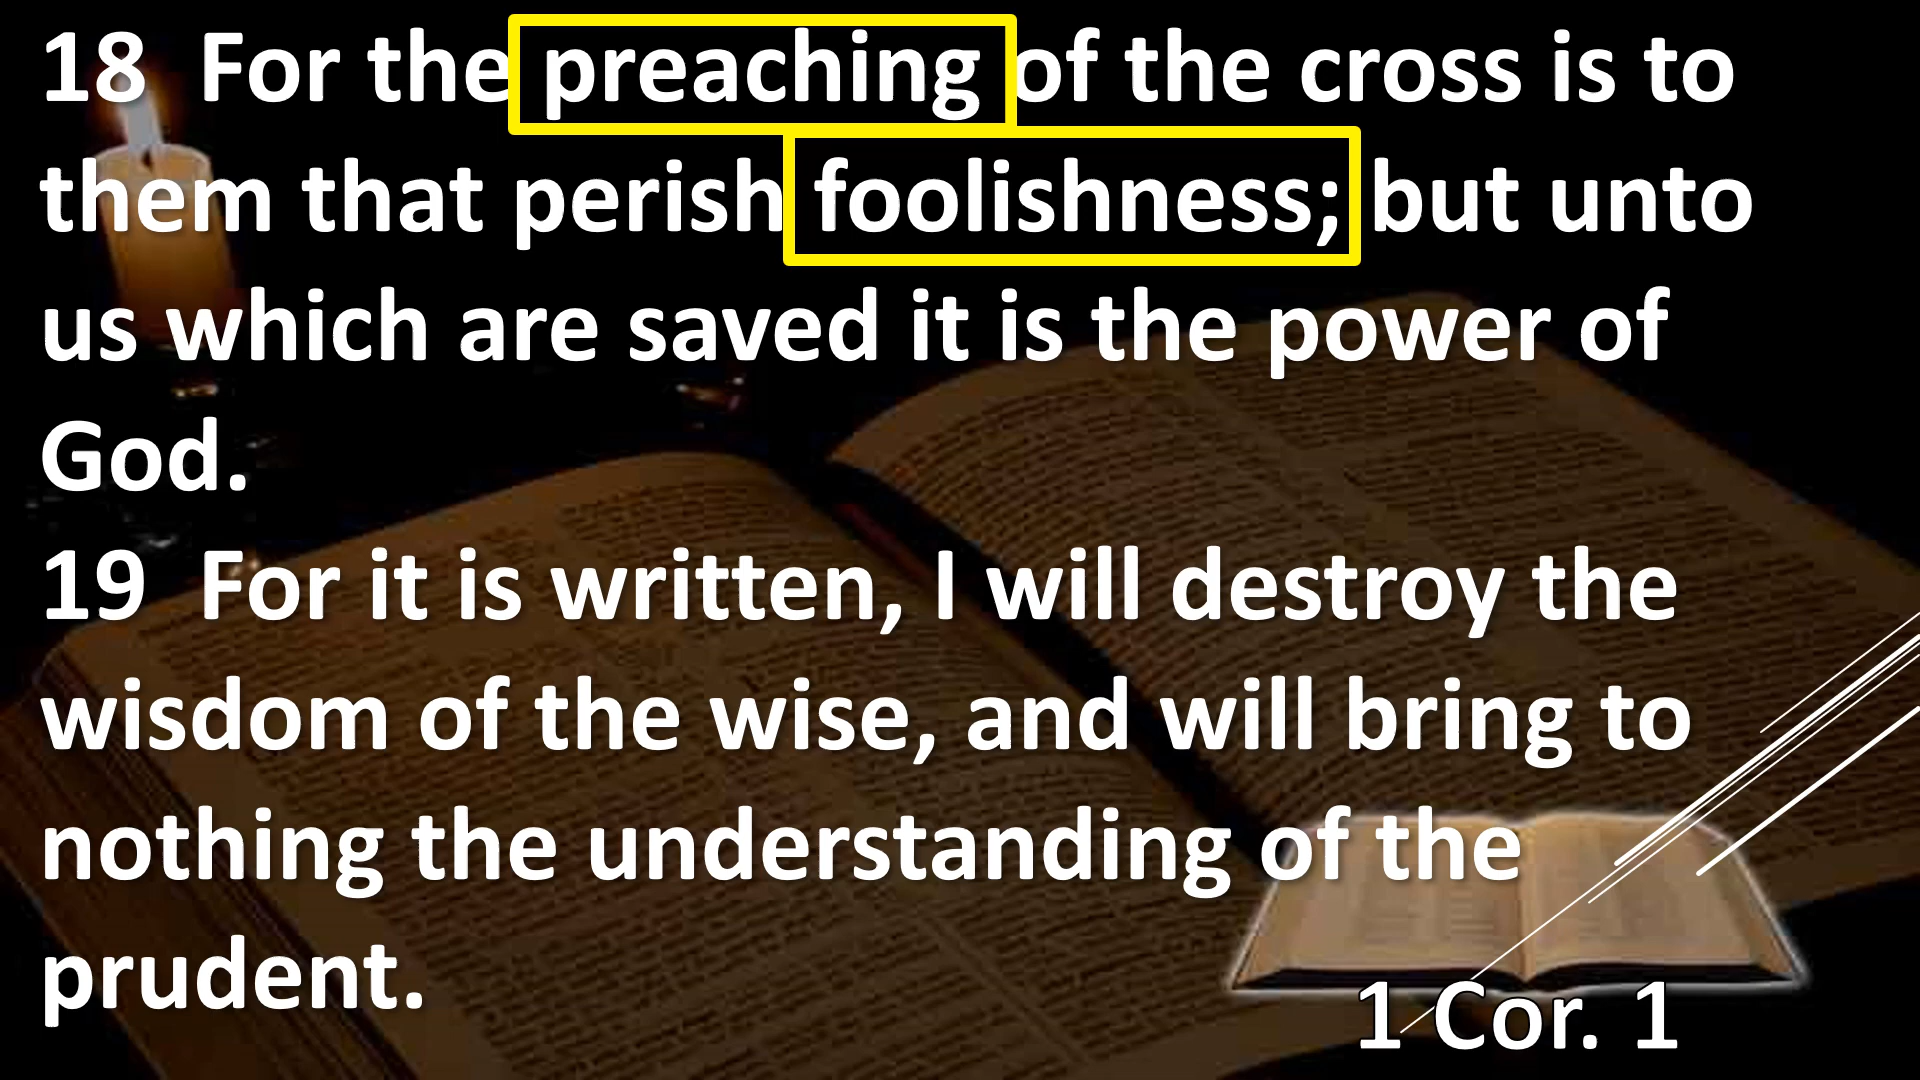 18  For the preaching of the cross is to
them that perish foolishness; but unto
us which are saved it is the power of
God.
19  For it is written, I will destroy the
wisdom of the wise, and will bring to
nothing the understanding of the
prudent.
1 Cor. 1